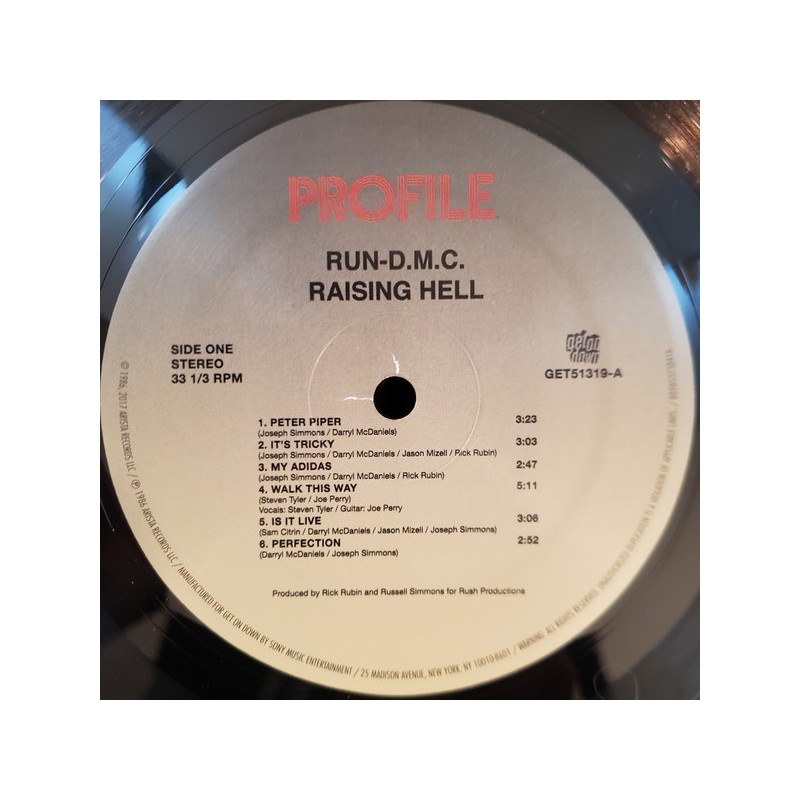 PROFILE
RUN-D.M.C.
RAISING HELL
SIDE ONE
STEREO
33 1/3 RPM
get on down
GET51319-A
1. PETER PIPER 3:23
(Joseph Simmons / Darryl McDaniels)
2. IT'S TRICKY 3:03
(Joseph Simmons / Darryl McDaniels / Jason Mizell / Rick Rubin)
3. MY ADIDAS 2:47
(Joseph Simmons / Darryl McDaniels / Rick Rubin)
4. WALK THIS WAY 5:11
(Steven Tyler / Joe Perry)
Vocals: Steven Tyler / Guitar: Joe Perry
5. IS IT LIVE 3:06
(Sam Citrin / Darryl McDaniels / Jason Mizell / Joseph Simmons)
6. PERFECTION 2:52
(Darryl McDaniels / Joseph Simmons)
Produced by Rick Rubin and Russell Simmons for Rush Productions
© 1986, 2017 ARISTA RECORDS LLC / ℗ 1986 ARISTA RECORDS LLC / MANUFACTURED FOR GET ON DOWN BY SONY MUSIC ENTERTAINMENT / 25 MADISON AVENUE, NEW YORK, NY 10010-8601 / WARNING: ALL RIGHTS RESERVED. UNAUTHORIZED DUPLICATION IS A VIOLATION OF APPLICABLE LAWS. /